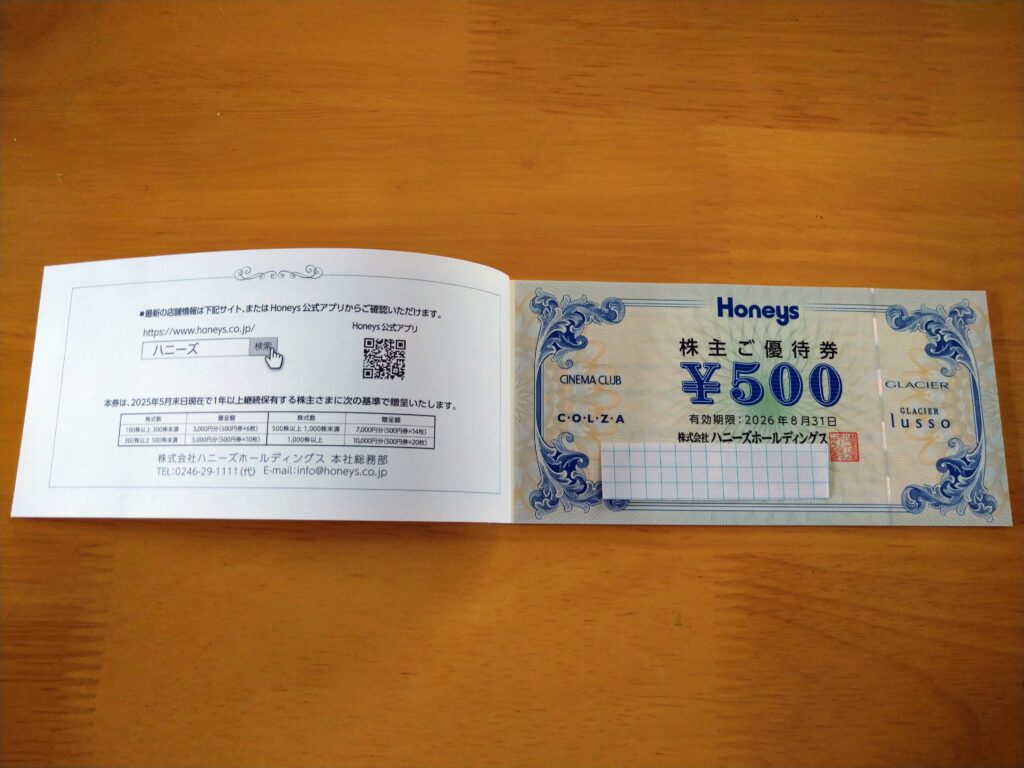 ■最新の店舗情報は下記サイト、またはHoneys公式アプリからご確認いただけます。
https://www.honeys.co.jp/
Honeys公式アプリ
ハニーズ 検索
本券は、2025年5月末日現在で1年以上継続保有する株主さまに次の基準で贈呈いたします。
株式数 贈呈額 株式数 贈呈額
100株以上 300株未満 3,000円分(500円券×6枚) 500株以上 1,000株未満 7,000円分(500円券×14枚)
300株以上 500株未満 5,000円分(500円券×10枚) 1,000株以上 10,000円分(500円券×20枚)
株式会社ハニーズホールディングス 本社総務部
TEL:0246-29-1111(代) E-mail:info@honeys.co.jp
Honeys
株主ご優待券
¥500
有効期限:2026年8月31日
株式会社ハニーズホールディングス
CINEMA CLUB
C・O・L・Z・A
GLACIER
GLACIER
lusso